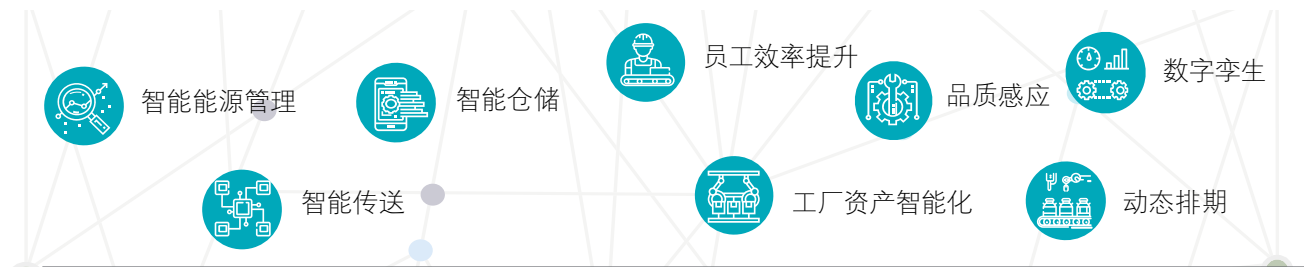 智能能源管理
智能仓储
员工效率提升
品质感应
数字孪生
智能传送
工厂资产智能化
动态排期